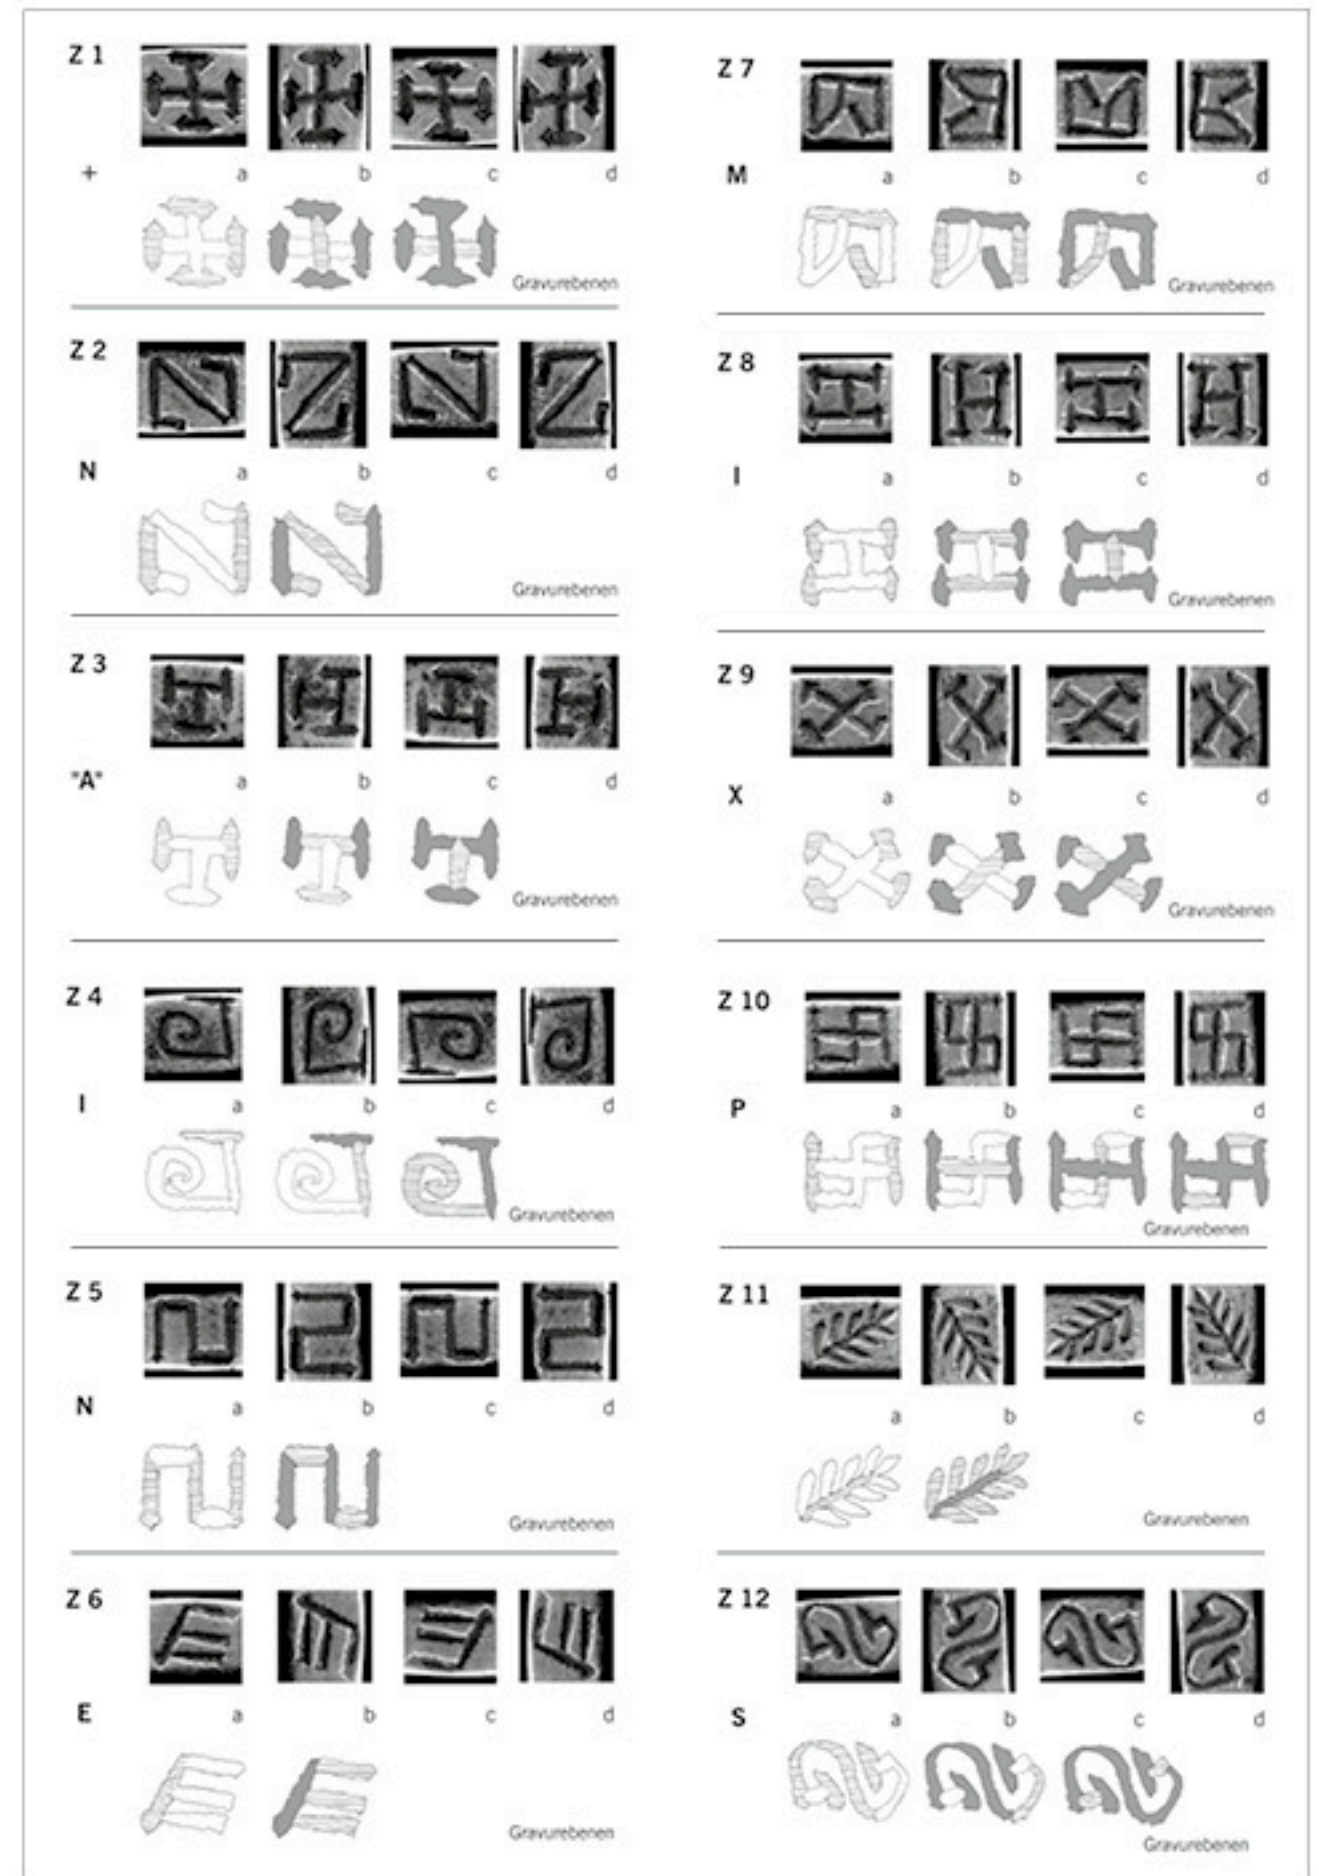 Z 1
a b c d
+
Gravurebenen
Z 2
a b c d
N
Gravurebenen
Z 3
a b c d
"A"
Gravurebenen
Z 4
a b c d
I
Gravurebenen
Z 5
a b c d
N
Gravurebenen
Z 6
a b c d
E
Gravurebenen
Z 7
a b c d
M
Gravurebenen
Z 8
a b c d
I
Gravurebenen
Z 9
a b c d
X
Gravurebenen
Z 10
a b c d
P
Gravurebenen
Z 11
a b c d
Gravurebenen
Z 12
a b c d
S
Gravurebenen